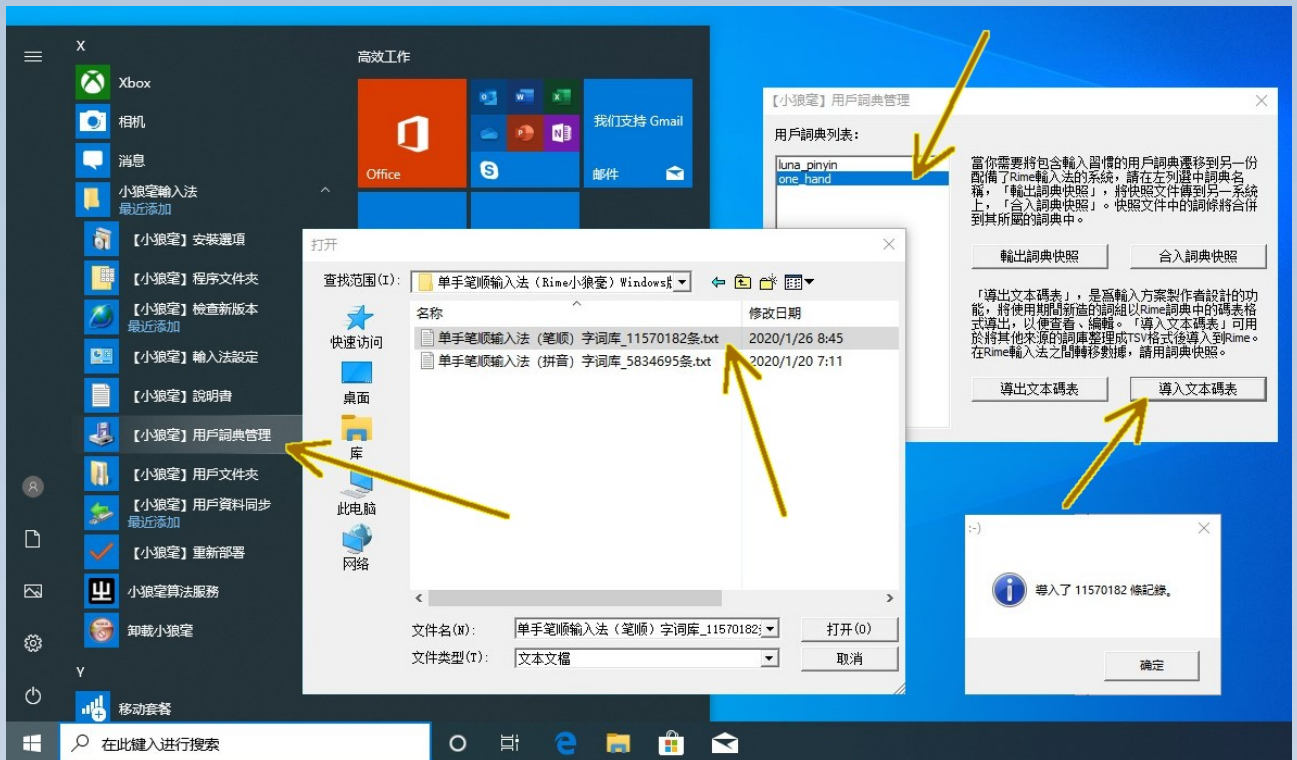 X
Xbox
相机
消息
小狼毫輸入法
最近添加
【小狼毫】安裝選項
【小狼毫】程序文件夾
【小狼毫】檢查新版本
最近添加
【小狼毫】輸入法設定
【小狼毫】說明書
【小狼毫】用戶詞典管理
【小狼毫】用戶文件夾
【小狼毫】用戶資料同步
最近添加
【小狼毫】重新部署
小狼毫算法服務
卸載小狼毫
Y
移动套餐
高效工作
Office
我们支持 Gmail
邮件
打开
查找范围(I):
单手笔顺输入法（Rime小狼毫）Windows
名称
修改日期
单手笔顺输入法（笔顺）字词库_11570182条.txt
2020/1/26 8:45
单手笔顺输入法（拼音）字词库_5834695条.txt
2020/1/20 7:11
快速访问
桌面
库
此电脑
网络
文件名(N):
单手笔顺输入法（笔顺）字词库_11570182
打开(O)
文件类型(T):
文本文檔
取消
【小狼毫】用戶詞典管理
用戶詞典列表:
luna_pinyin
one_hand
當你需要將包含輸入習慣的用戶詞典遷移到另一份
配備了Rime輸入法的系統，請在左列選中詞典名
稱，「輸出詞典快照」，將快照文件傳到另一系統
上，「合入詞典快照」。快照文件中的詞條將合併
到其所屬的詞典中。
輸出詞典快照
合入詞典快照
「導出文本碼表」，是爲輸入方案製作者設計的功
能，將使用期間新造的詞組以Rime詞典中的碼表格
式導出，以便查看、編輯。「導入文本碼表」可用
於將其他來源的詞庫整理成TSV格式後導入到Rime。
在Rime輸入法之間轉移數據，請用詞典快照。
導出文本碼表
導入文本碼表
:-)
導入了 11570182 條記錄。
确定
在此键入进行搜索